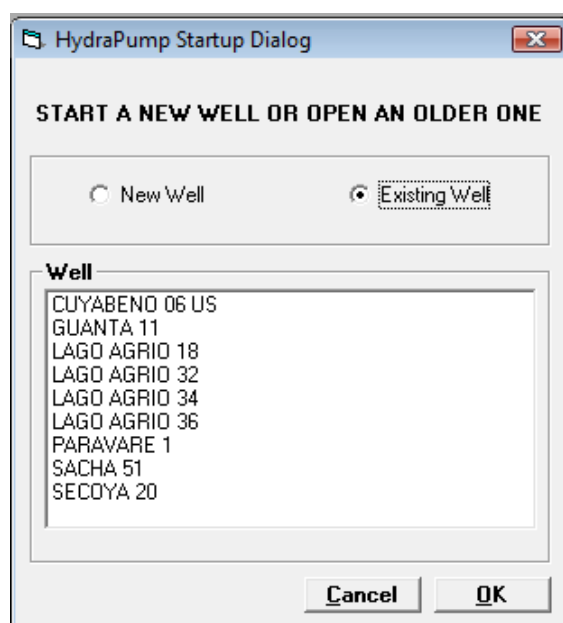 HydraPump Startup Dialog
START A NEW WELL OR OPEN AN OLDER ONE
New Well
Existing Well
Well
CUYABENO 06 US
GUANTA 11
LAGO AGRIO 18
LAGO AGRIO 32
LAGO AGRIO 34
LAGO AGRIO 36
PARAVARE 1
SACHA 51
SECOYA 20
Cancel OK